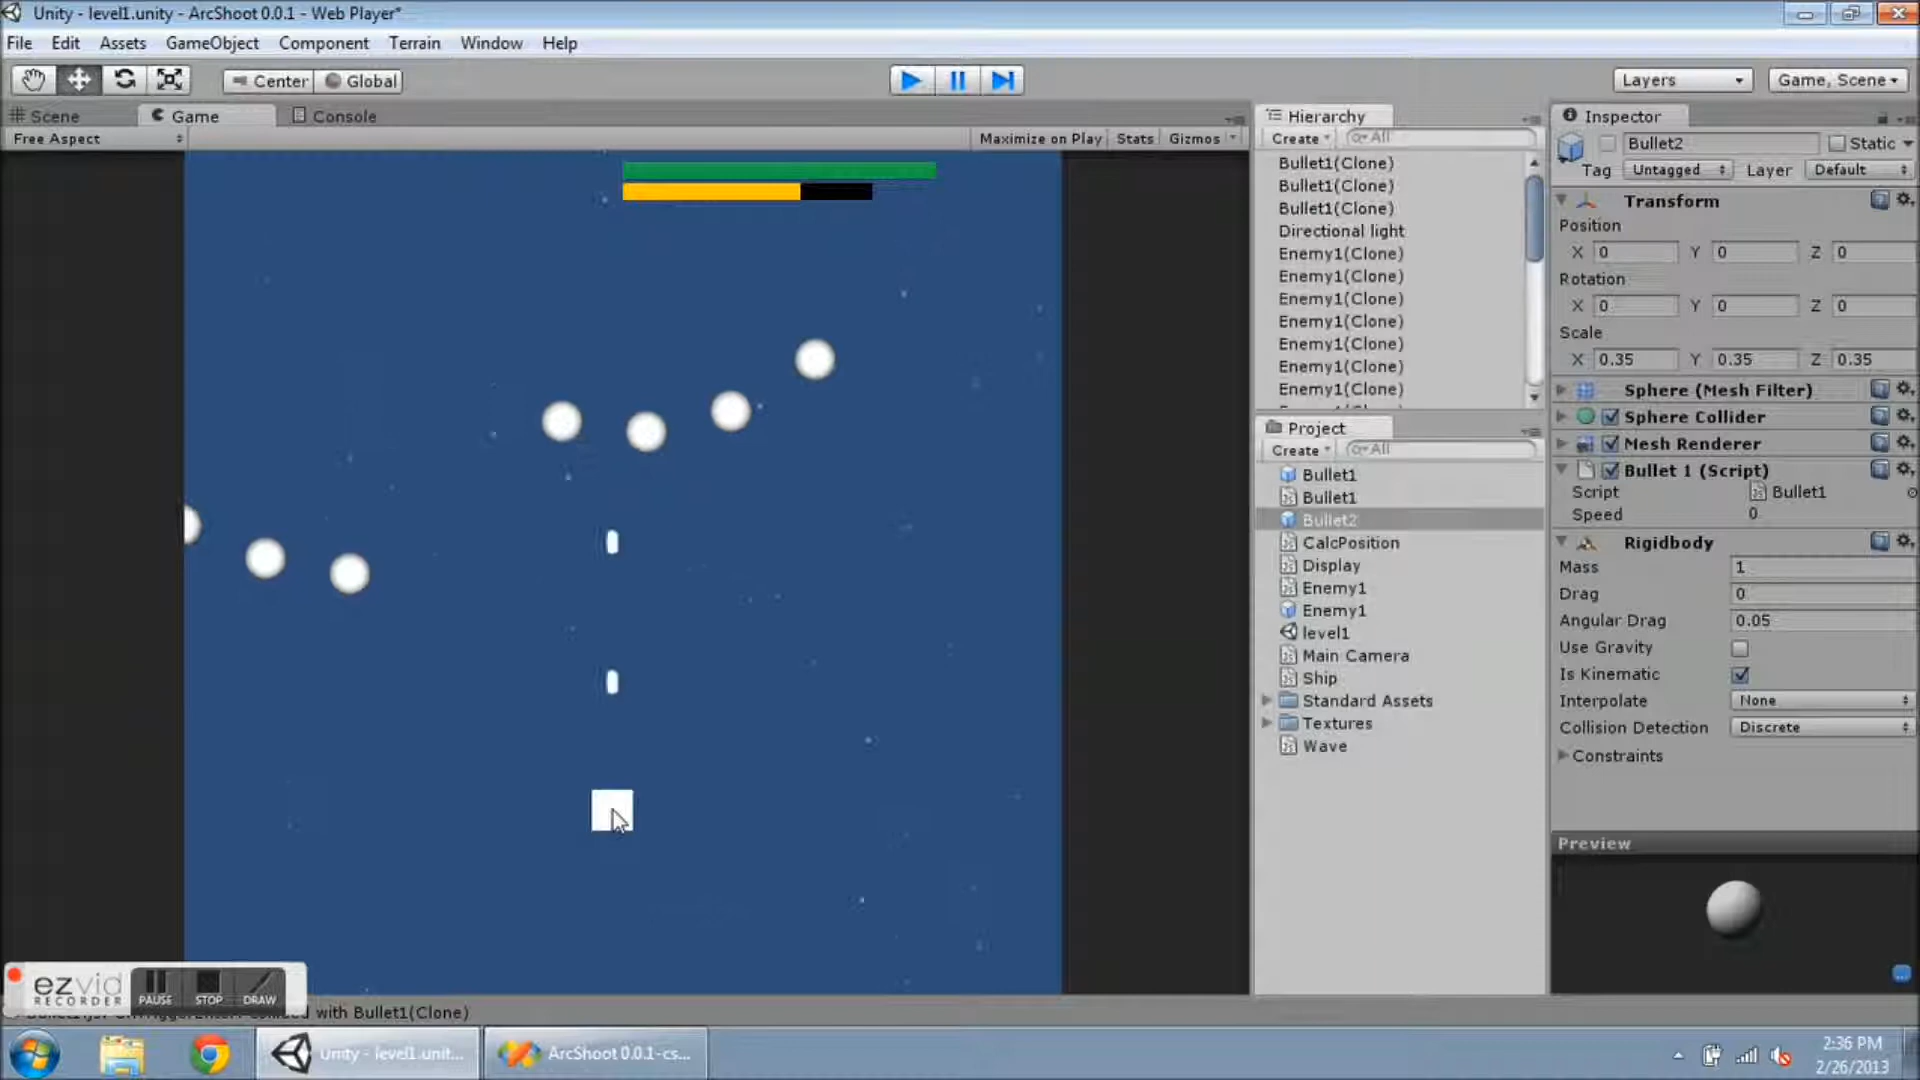 Unity - level1.unity - ArcShoot 0.0.1 - Web Player*
File Edit Assets GameObject Component Terrain Window Help
Center Global
Layers
Game, Scene
Scene Game Console
Free Aspect
Maximize on Play Stats Gizmos
Hierarchy
Create All
Bullet1(Clone)
Bullet1(Clone)
Bullet1(Clone)
Directional light
Enemy1(Clone)
Enemy1(Clone)
Enemy1(Clone)
Enemy1(Clone)
Enemy1(Clone)
Enemy1(Clone)
Enemy1(Clone)
Project
Create All
Bullet1
Bullet1
Bullet2
CalcPosition
Display
Enemy1
Enemy1
level1
Main Camera
Ship
Standard Assets
Textures
Wave
Inspector
Bullet2 Static
Tag Untagged Layer Default
Transform
Position
X 0 Y 0 Z 0
Rotation
X 0 Y 0 Z 0
Scale
X 0.35 Y 0.35 Z 0.35
Sphere (Mesh Filter)
Sphere Collider
Mesh Renderer
Bullet 1 (Script)
Script Bullet1
Speed 0
Rigidbody
Mass 1
Drag 0
Angular Drag 0.05
Use Gravity
Is Kinematic
Interpolate None
Collision Detection Discrete
Constraints
Preview
ezvid
RECORDER
PAUSE STOP DRAW
with Bullet1(Clone)
Unity - level1.unit...
ArcShoot 0.0.1-cs...
2:36 PM
2/26/2013